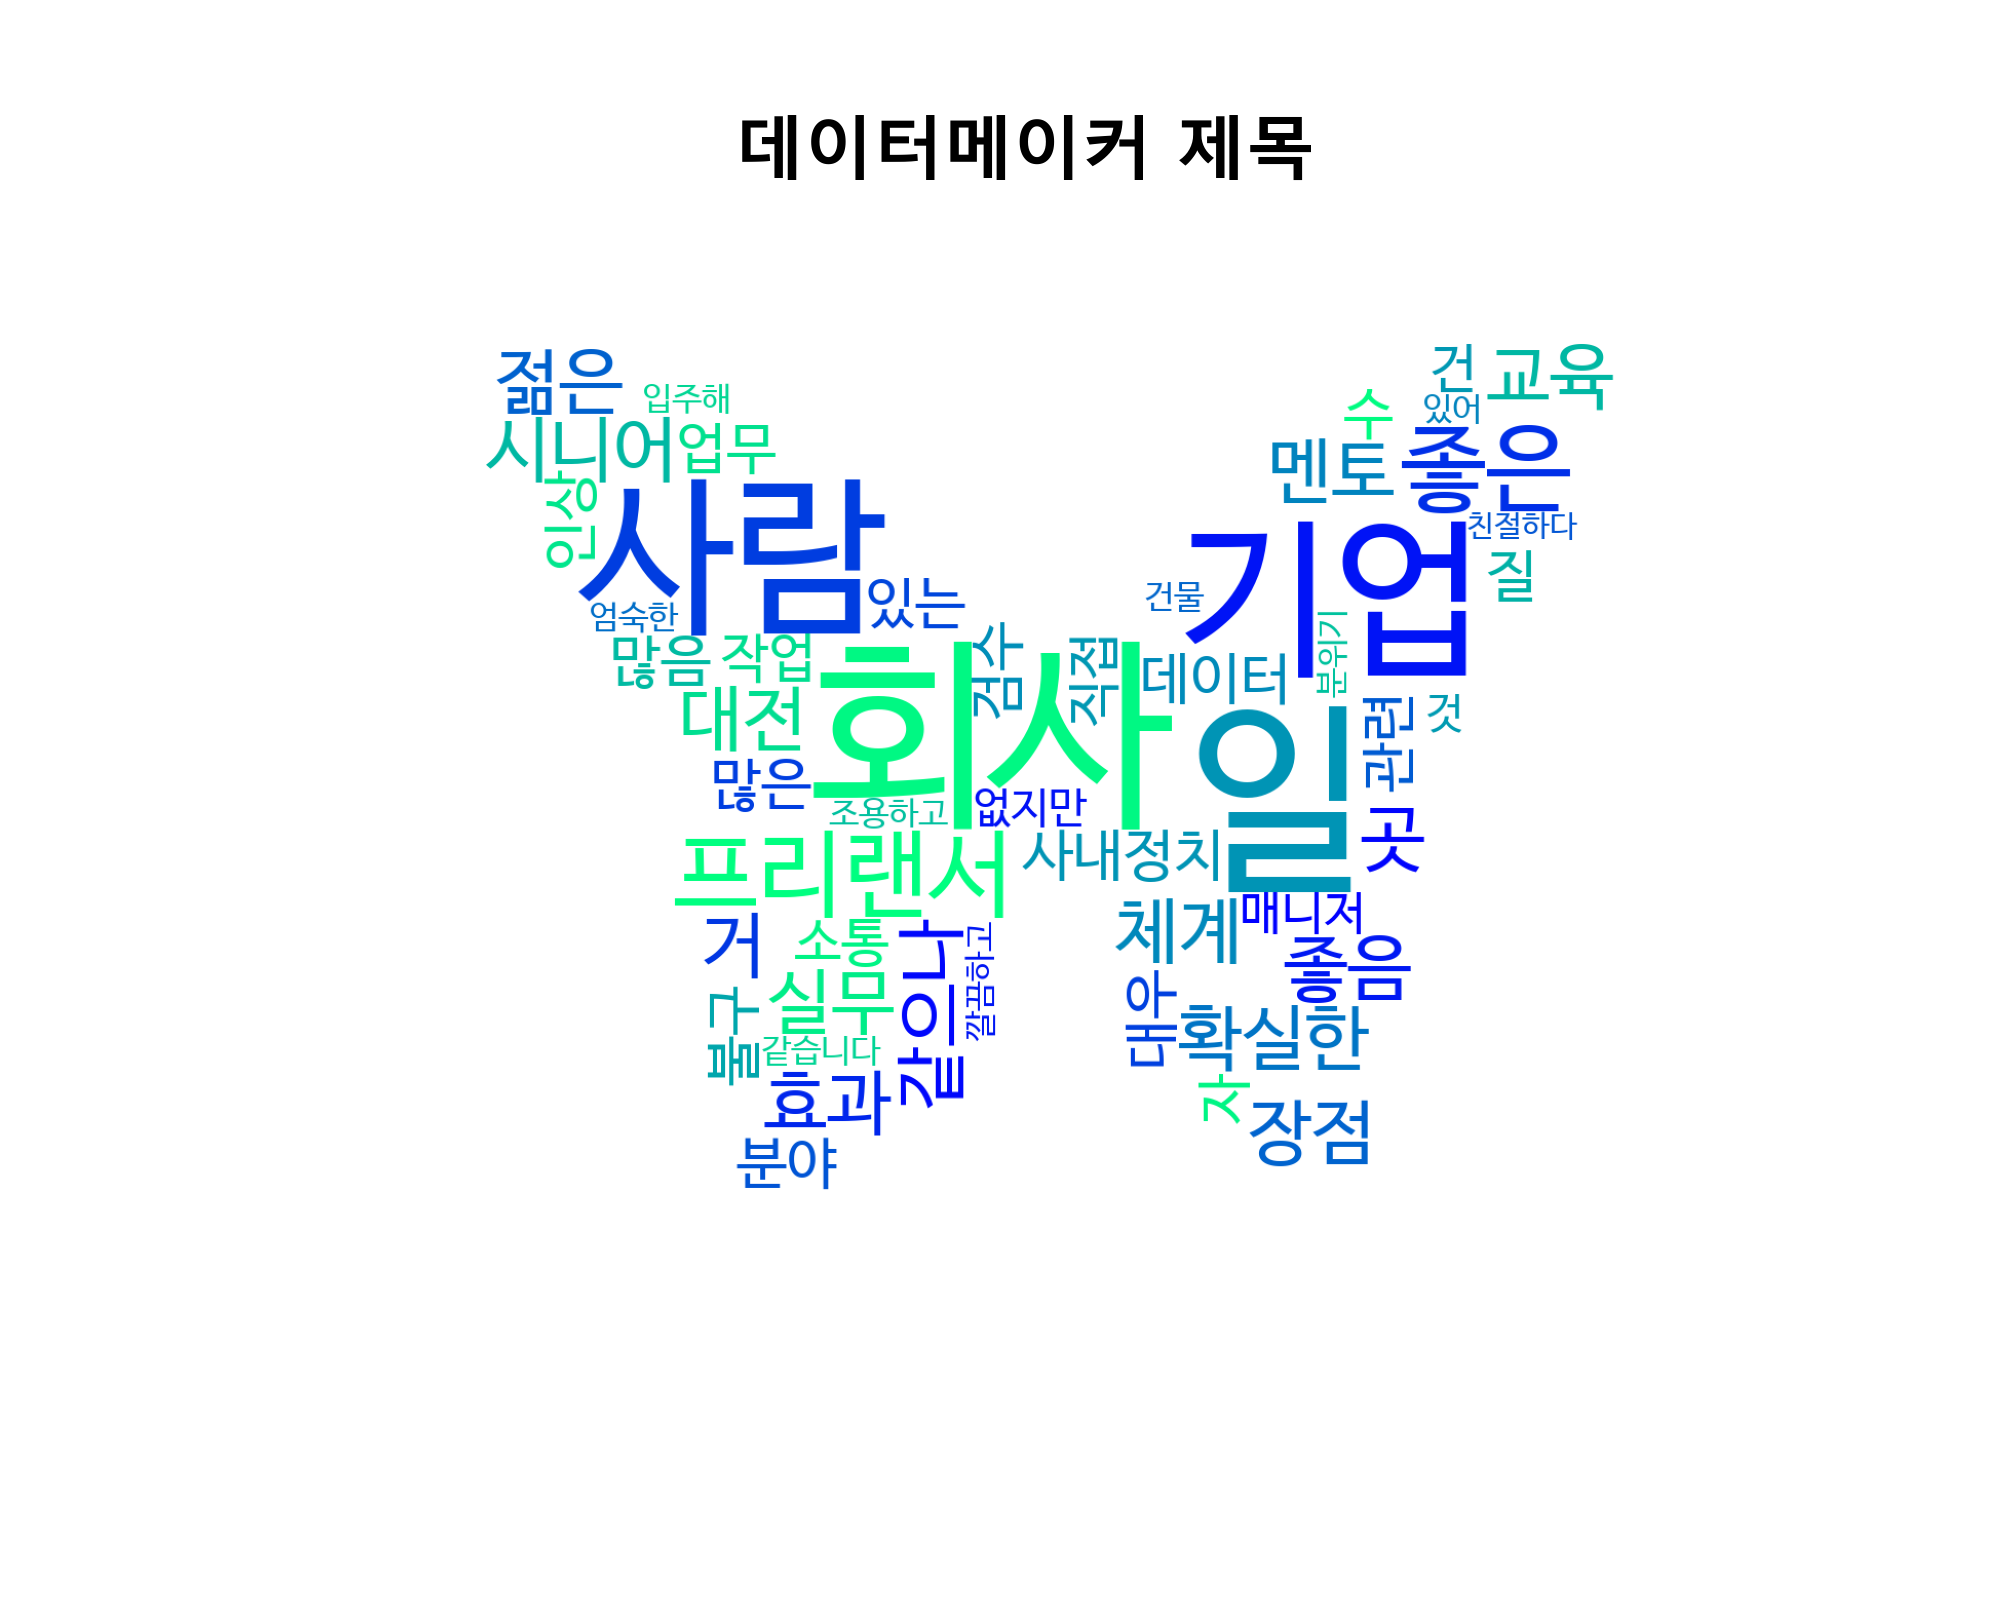 데이터메이커 제목
젊은
입주해
건
교육
수
있어
시니어
업무
멘토
좋은
인상
사람
기업
친절하다
질
있는
건물
엄숙한
많음
작업
회사
검수
직접
데이터
분위기
대전
일
관련
것
많은
조용하고
없지만
곳
프리랜서
사내정치
체계
매니저
거
소통
같으나
깔끔하고
좋음
실무
대우
확실한
불구
같습니다
효과
자
장점
분야